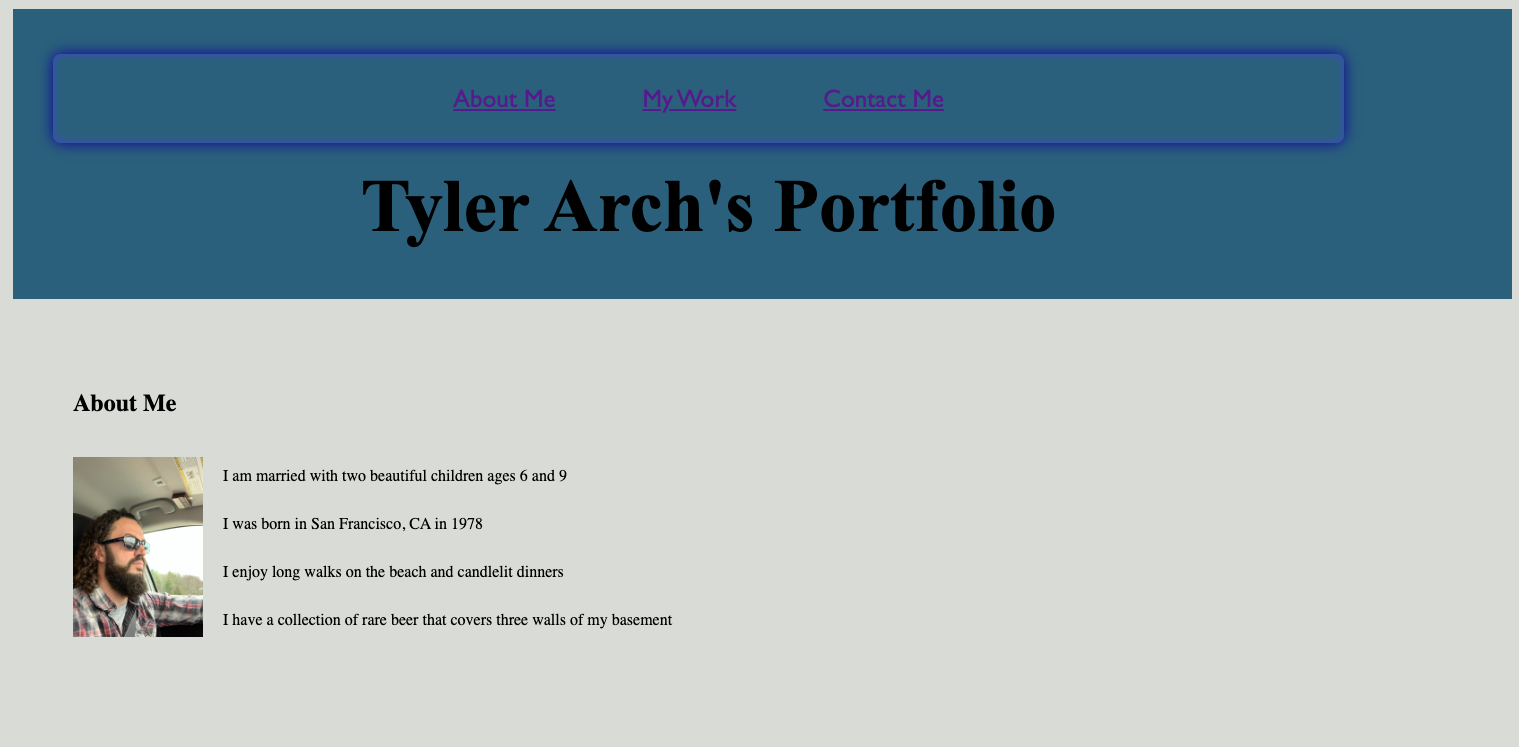 About Me My Work Contact Me
Tyler Arch's Portfolio
About Me
I am married with two beautiful children ages 6 and 9
I was born in San Francisco, CA in 1978
I enjoy long walks on the beach and candlelit dinners
I have a collection of rare beer that covers three walls of my basement